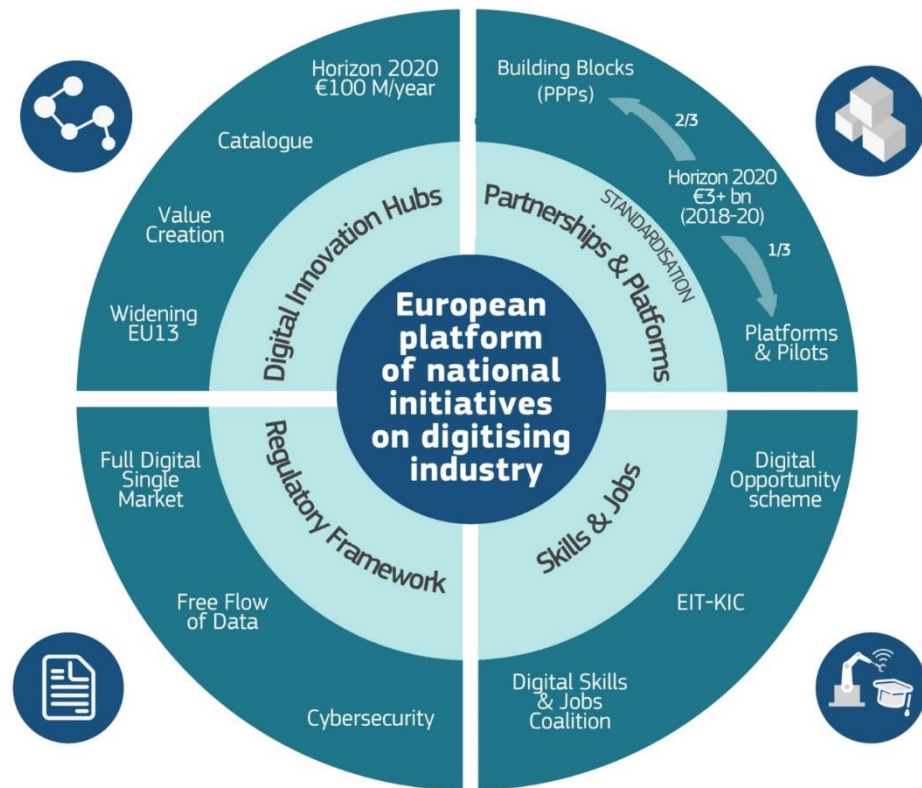 Horizon 2020
€100 M/year
Catalogue
Value
Creation
Widening
EU13
Digital Innovation Hubs
Building Blocks
(PPPs)
2/3
Horizon 2020
€3+ bn
(2018-20)
1/3
Platforms
& Pilots
STANDARDISATION
Partnerships & Platforms
European
platform
of national
initiatives
on digitising
industry
Full Digital
Single
Market
Free Flow
of Data
Cybersecurity
Regulatory Framework
Skills & Jobs
Digital
Opportunity
scheme
EIT-KIC
Digital Skills
& Jobs
Coalition